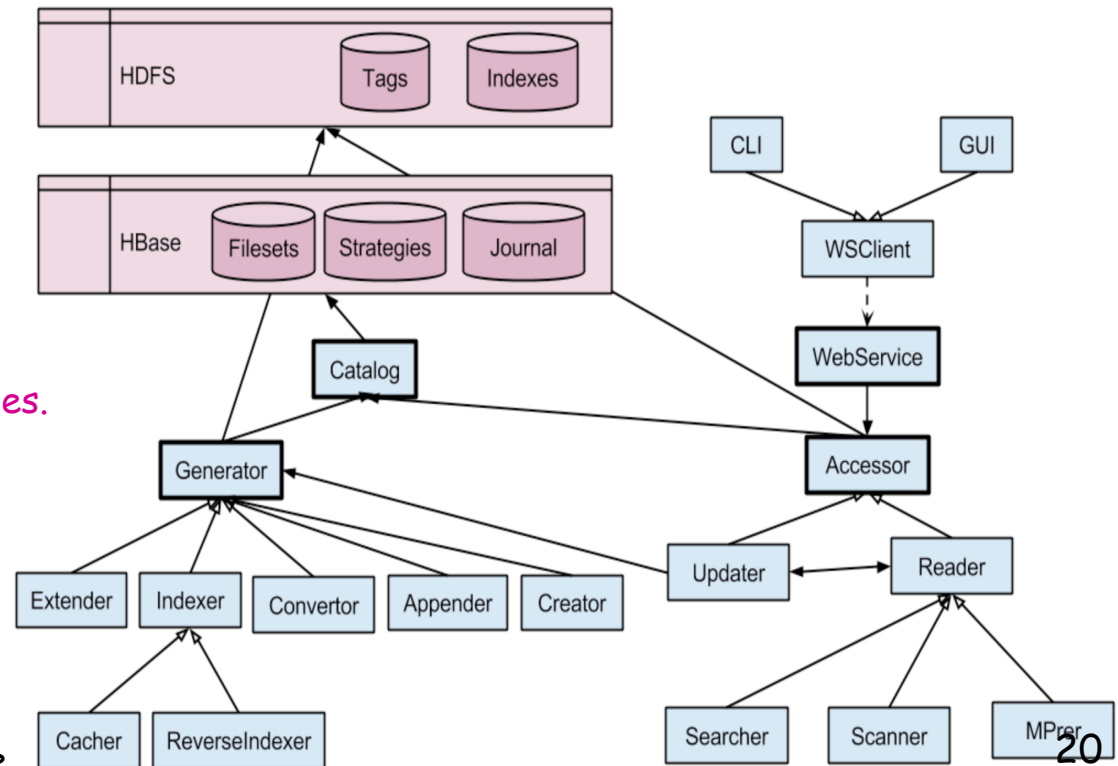 HDFS
Tags
Indexes
CLI
GUI
HBase
Filesets
Strategies
Journal
WSClient
WebService
Catalog
es.
Generator
Accessor
Updater
Reader
Extender
Indexer
Convertor
Appender
Creator
Cacher
ReverseIndexer
Searcher
Scanner
MPrer
20